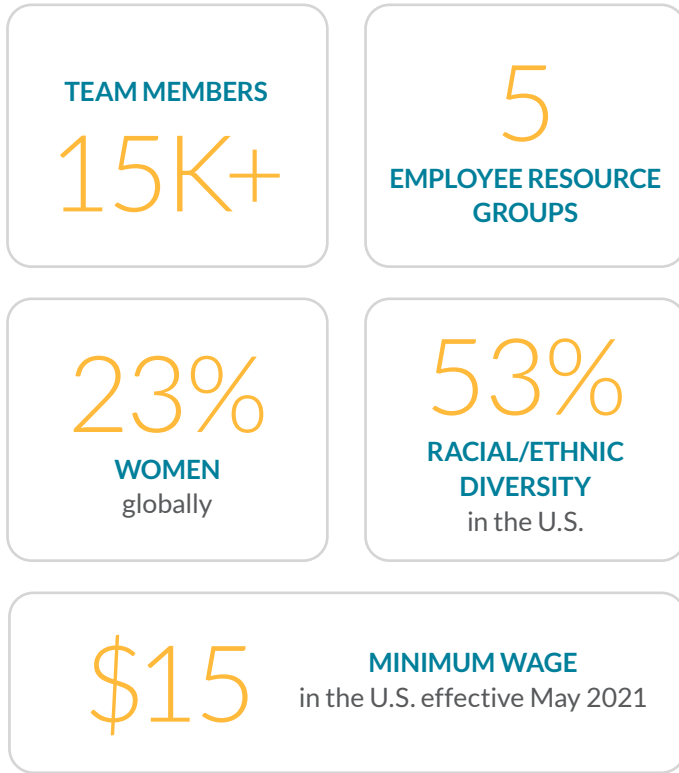 TEAM MEMBERS
15K+
5
EMPLOYEE RESOURCE
GROUPS
23%
WOMEN
globally
53%
RACIAL/ETHNIC
DIVERSITY
in the U.S.
$15
MINIMUM WAGE
in the U.S. effective May 2021